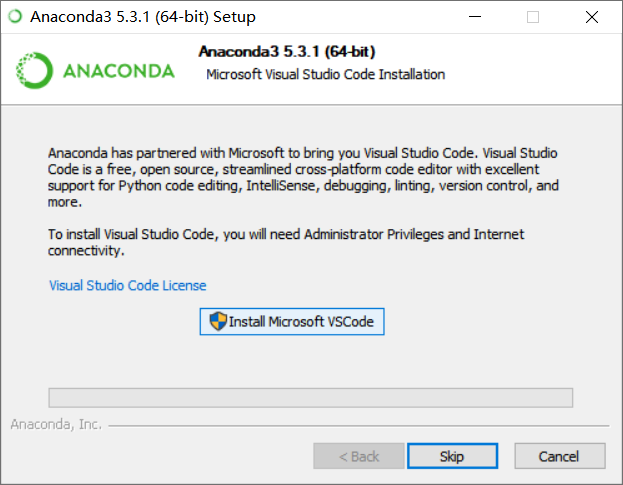 Anaconda3 5.3.1 (64-bit) Setup
Anaconda3 5.3.1 (64-bit)
ANACONDA
Microsoft Visual Studio Code Installation
Anaconda has partnered with Microsoft to bring you Visual Studio Code. Visual Studio
Code is a free, open source, streamlined cross-platform code editor with excellent
support for Python code editing, IntelliSense, debugging, linting, version control, and
more.
To install Visual Studio Code, you will need Administrator Privileges and Internet
connectivity.
Visual Studio Code License
Install Microsoft VSCode
Anaconda, Inc.
< Back
Skip
Cancel